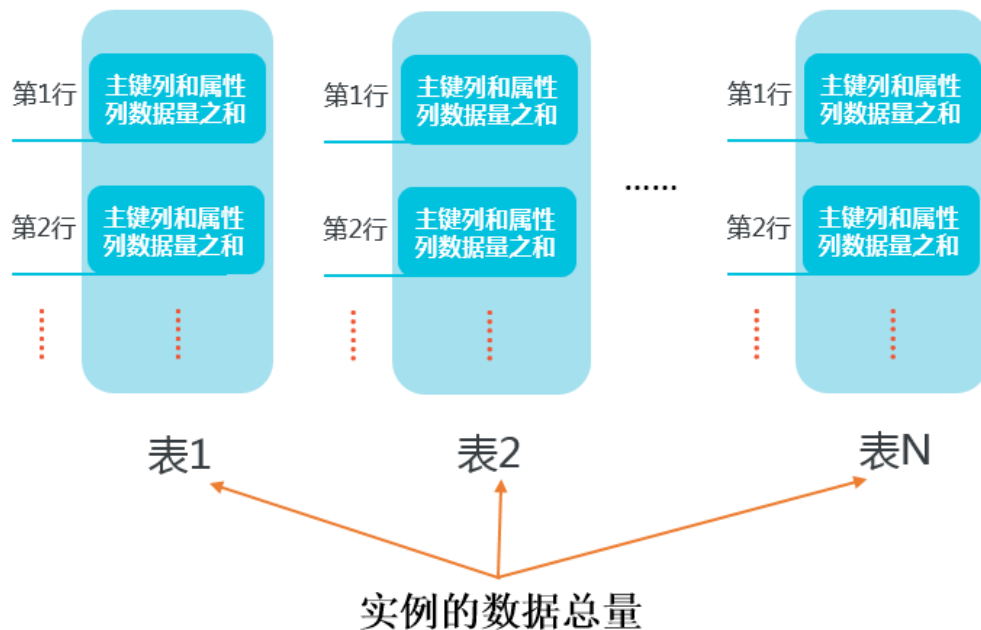 第1行
主键列和属性
列数据量之和
第2行
主键列和属性
列数据量之和
表1
第1行
主键列和属性
列数据量之和
第2行
主键列和属性
列数据量之和
表2
......
第1行
主键列和属性
列数据量之和
第2行
主键列和属性
列数据量之和
表N
实例的数据总量